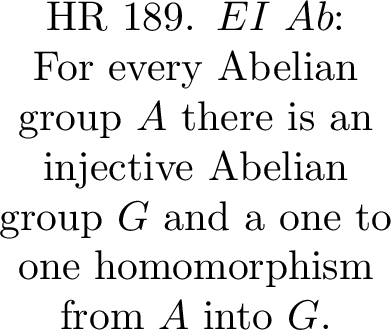 HR 189. EI Ab:
For every Abelian
group A there is an
injective Abelian
group G and a one to
one homomorphism
from A into G.